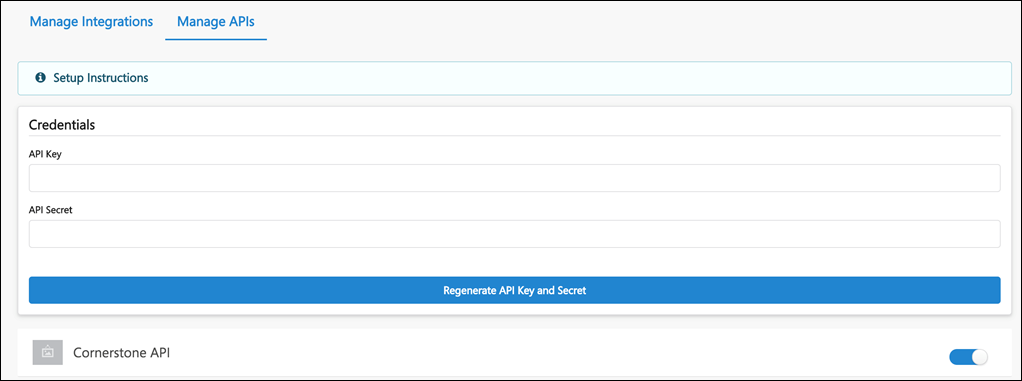 Manage Integrations Manage APIs
Setup Instructions
Credentials
API Key
API Secret
Regenerate API Key and Secret
Cornerstone API